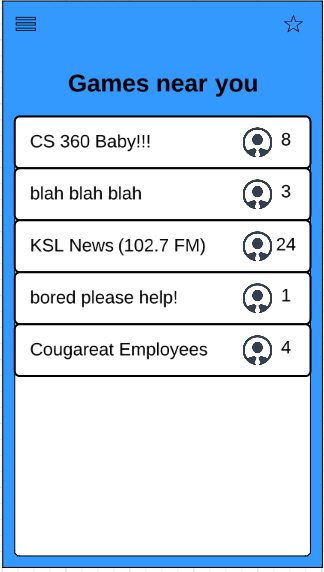 Games near you
CS 360 Baby!!! 8
blah blah blah 3
KSL News (102.7 FM) 24
bored please help! 1
Cougareat Employees 4